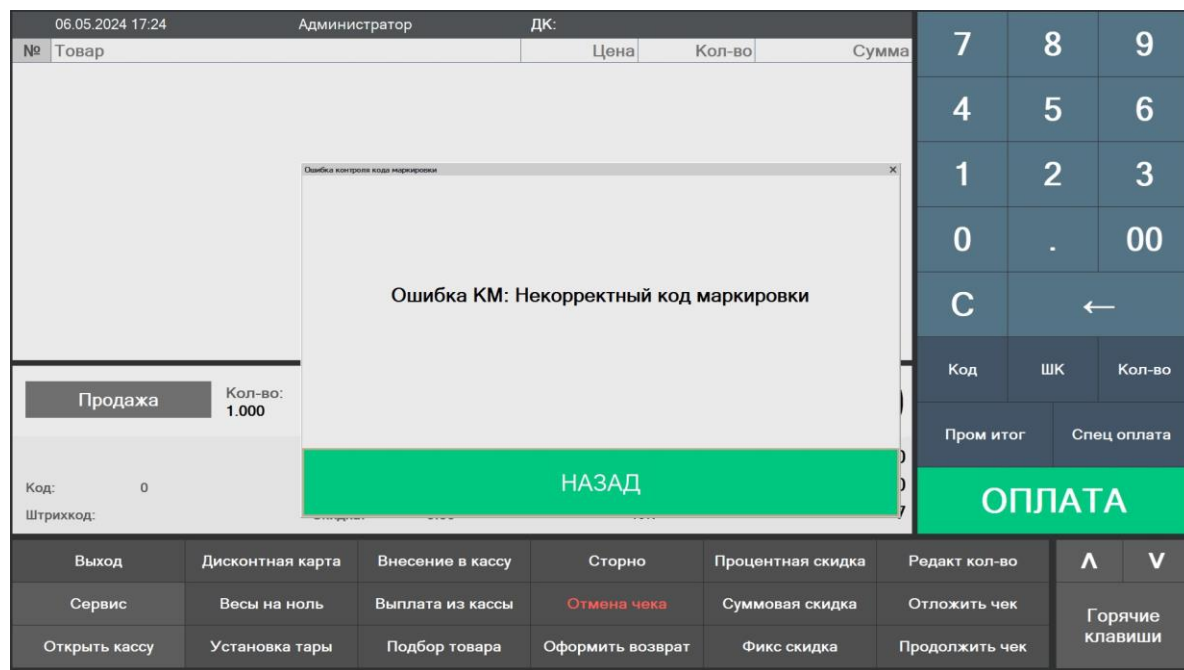 06.05.2024 17:24 Администратор ДК:
№ Товар Цена Кол-во Сумма
Ошибка контроля кода маркировки ×
Ошибка КМ: Некорректный код маркировки
НАЗАД
Продажа
Кол-во:
1.000
Код: 0
Штрихкод:
7 8 9
4 5 6
1 2 3
0 . 00
C ←
Код ШК Кол-во
Пром итог Спец оплата
ОПЛАТА
Выход Дисконтная карта Внесение в кассу Сторно Процентная скидка Редакт кол-во
Сервис Весы на ноль Выплата из кассы Отмена чека Суммовая скидка Отложить чек
Открыть кассу Установка тары Подбор товара Оформить возврат Фикс скидка Продолжить чек
Горячие
клавиши